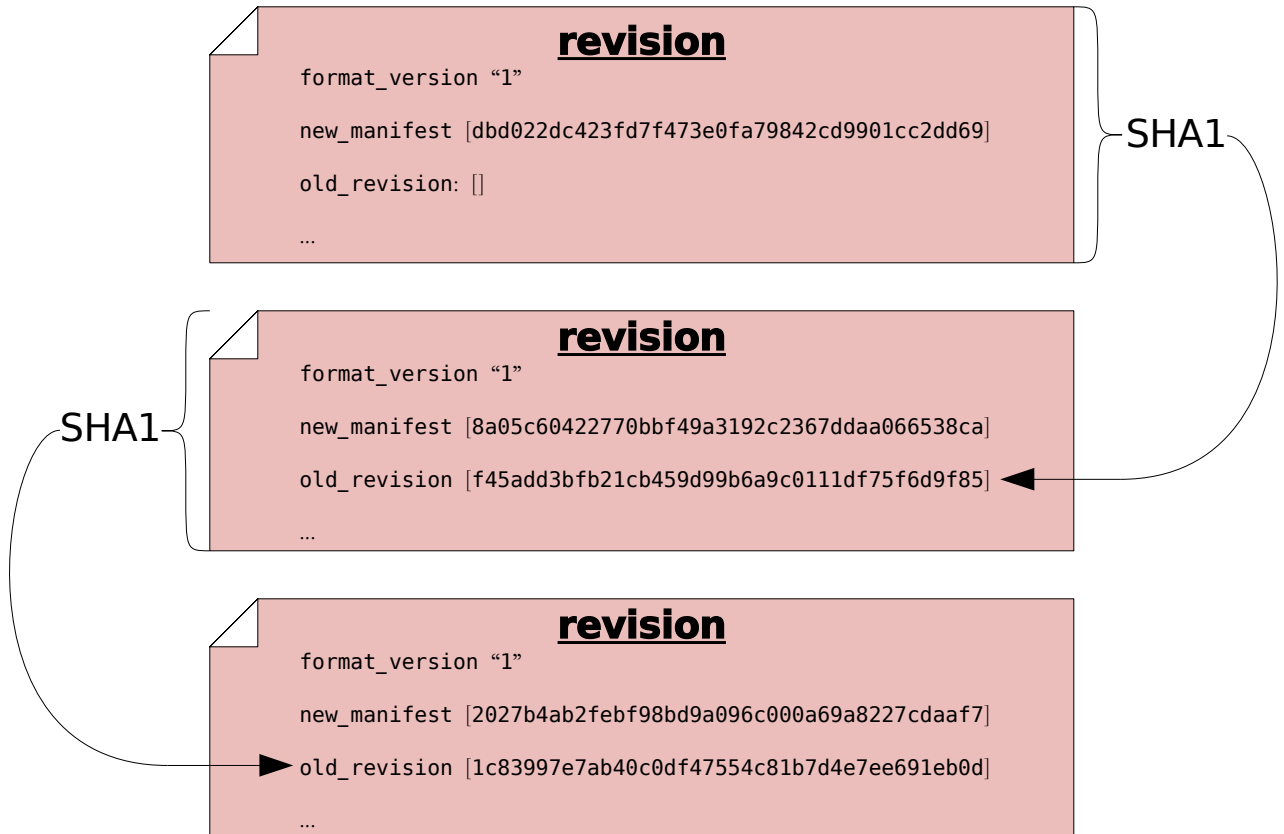 revision
format_version “1”
new_manifest [dbd022dc423fd7f473e0fa79842cd9901cc2dd69]
old_revision: []
...
SHA1
revision
format_version “1”
new_manifest [8a05c60422770bbf49a3192c2367ddaa066538ca]
old_revision [f45add3bfb21cb459d99b6a9c0111df75f6d9f85]
...
SHA1
revision
format_version “1”
new_manifest [2027b4ab2febf98bd9a096c000a69a8227cdaaf7]
old_revision [1c83997e7ab40c0df47554c81b7d4e7ee691eb0d]
...